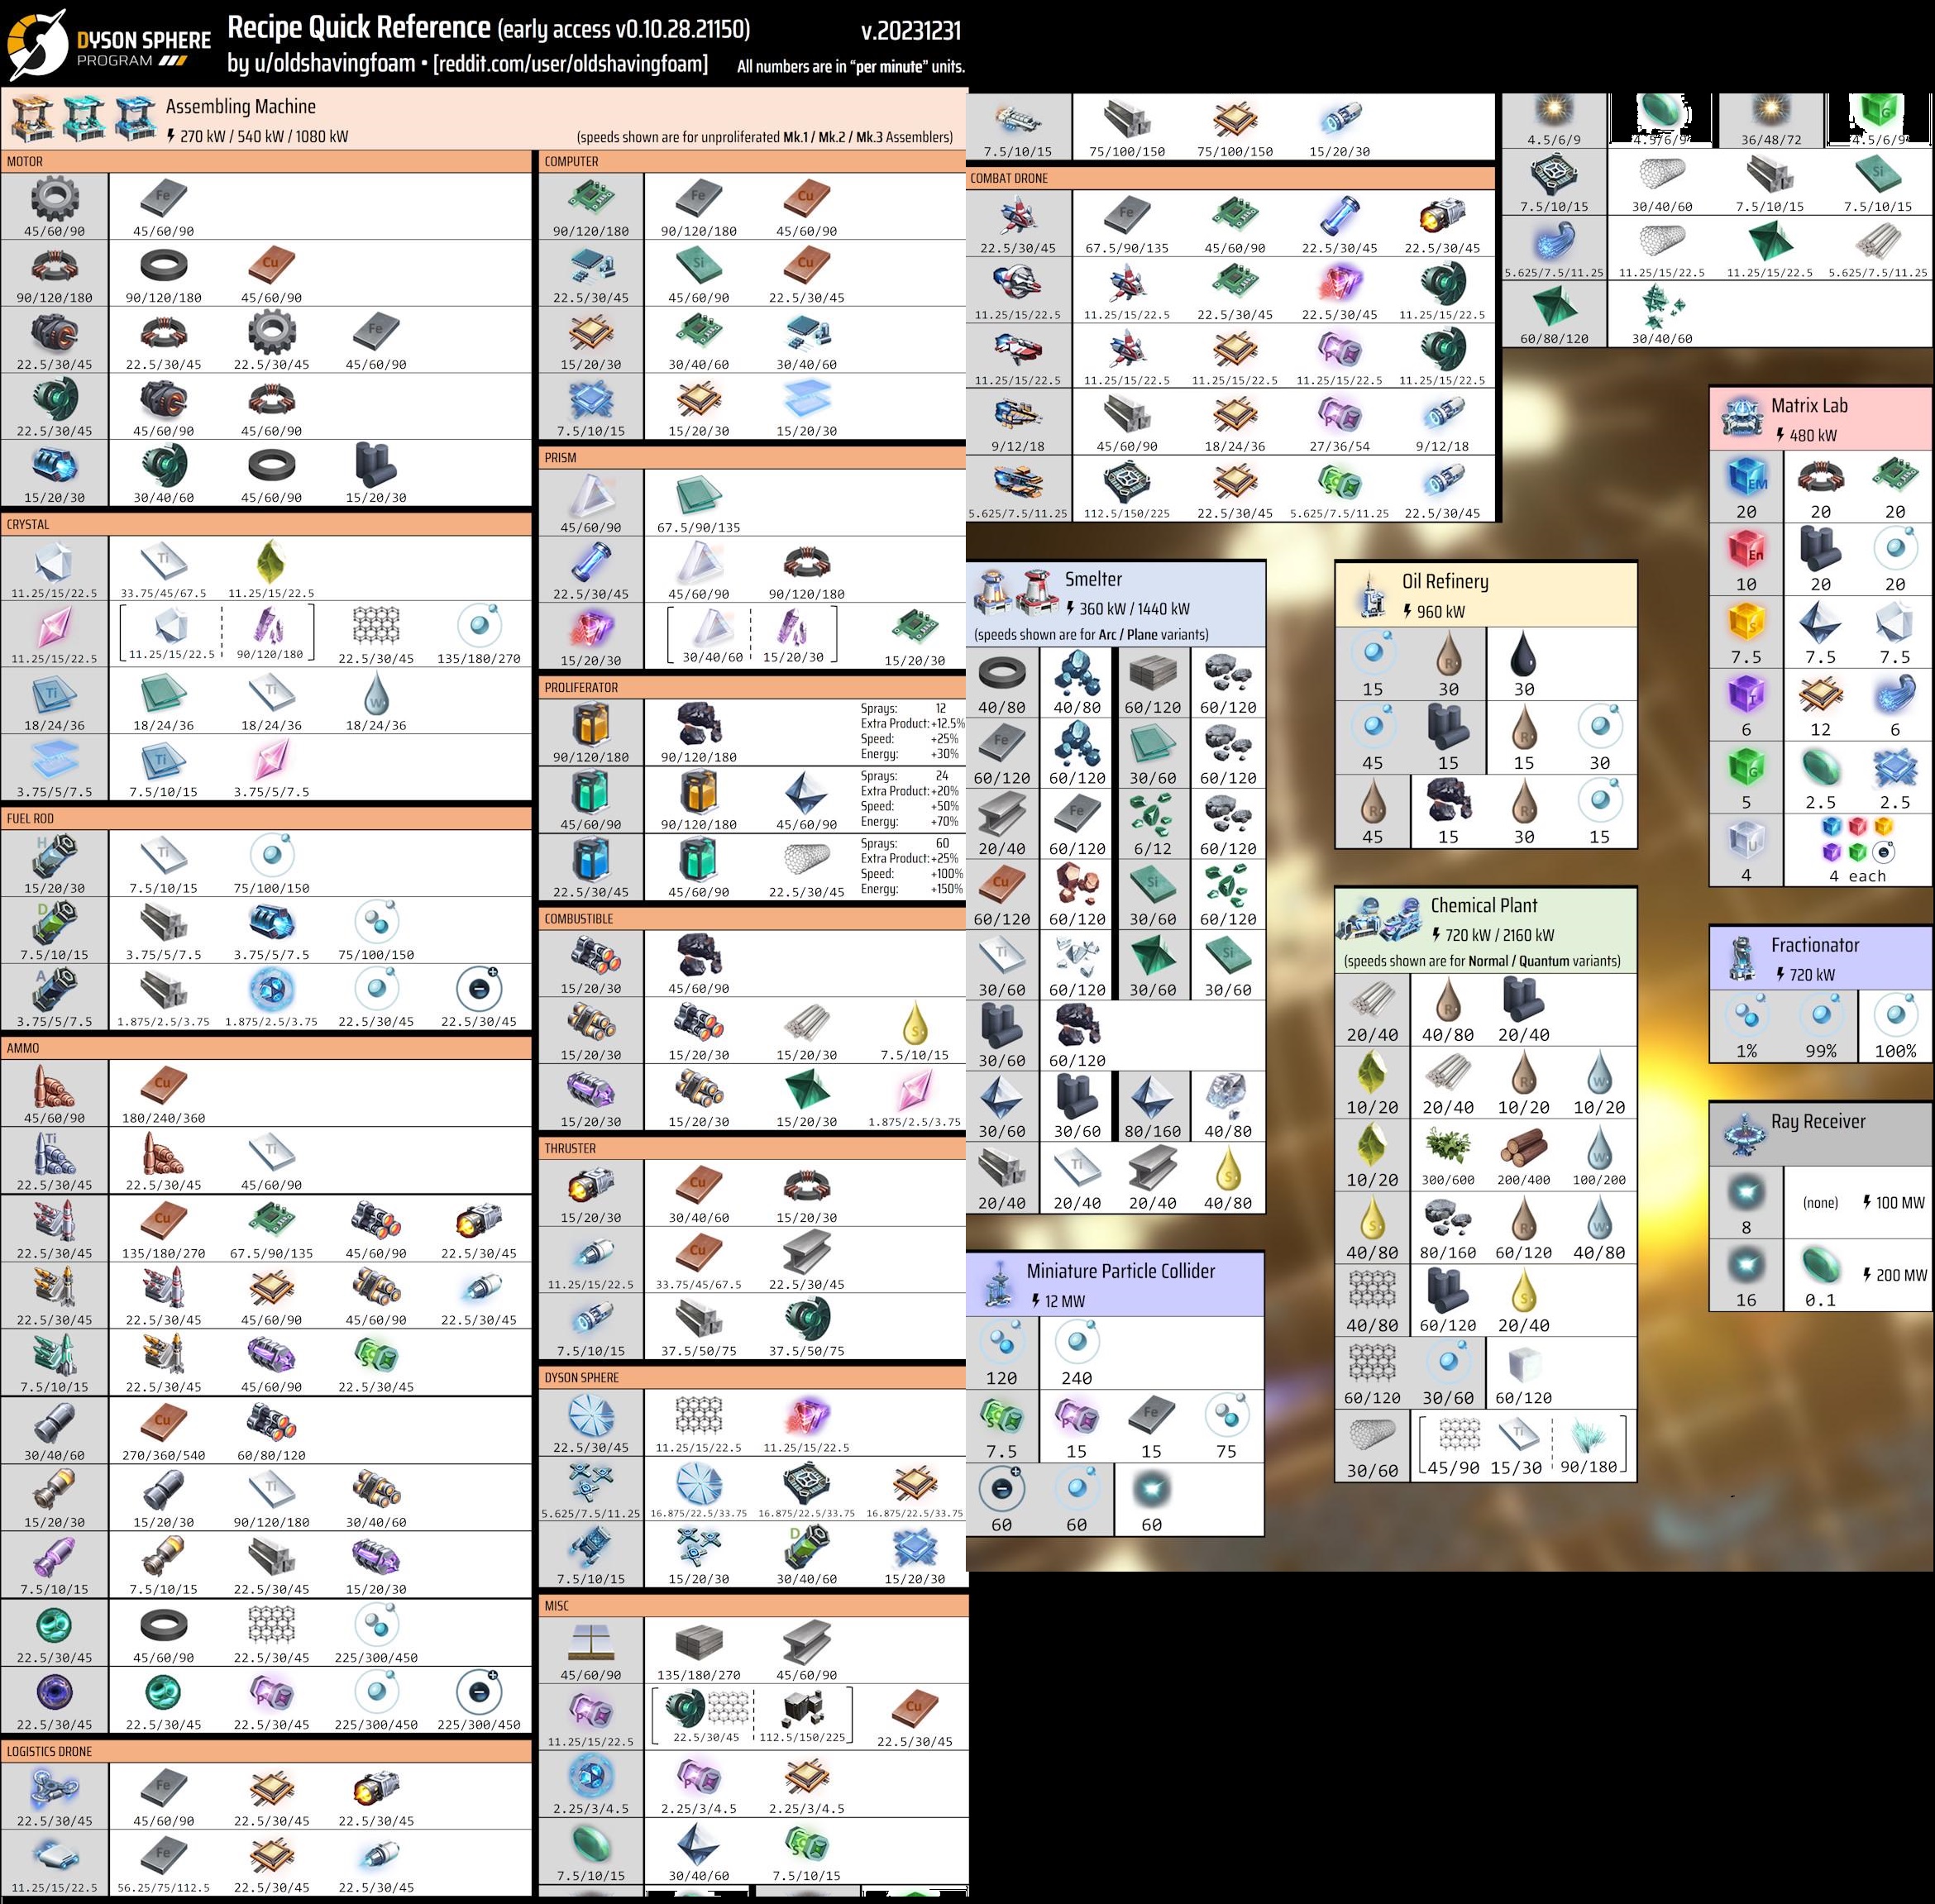 DYSON SPHERE
PROGRAM
Recipe Quick Reference (early access v0.10.28.21150)
v.20231231
by u/oldshavingfoam • [reddit.com/user/oldshavingfoam]
All numbers are in “per minute” units.
Assembling Machine
270 kW / 540 kW / 1080 kW
(speeds shown are for unproliferated Mk.1 / Mk.2 / Mk.3 Assemblers)
MOTOR
Fe
45/60/90 45/60/90
Cu
90/120/180 90/120/180 45/60/90
Fe
22.5/30/45 22.5/30/45 22.5/30/45 45/60/90
22.5/30/45 45/60/90 45/60/90
15/20/30 30/40/60 45/60/90 15/20/30
CRYSTAL
Ti
11.25/15/22.5 33.75/45/67.5 11.25/15/22.5
11.25/15/22.5 11.25/15/22.5 90/120/180 22.5/30/45 135/180/270
Ti Ti W
18/24/36 18/24/36 18/24/36 18/24/36
Ti
3.75/5/7.5 7.5/10/15 3.75/5/7.5
FUEL ROD
H Ti
15/20/30 7.5/10/15 75/100/150
D
7.5/10/15 3.75/5/7.5 3.75/5/7.5 75/100/150
A
3.75/5/7.5 1.875/2.5/3.75 1.875/2.5/3.75 22.5/30/45 22.5/30/45
AMMO
Cu
45/60/90 180/240/360
Ti Ti
22.5/30/45 22.5/30/45 45/60/90
Cu
22.5/30/45 135/180/270 67.5/90/135 45/60/90 22.5/30/45
22.5/30/45 22.5/30/45 45/60/90 45/60/90 22.5/30/45
S
7.5/10/15 22.5/30/45 45/60/90 22.5/30/45
Cu
30/40/60 270/360/540 60/80/120
Ti
15/20/30 15/20/30 90/120/180 30/40/60
7.5/10/15 7.5/10/15 22.5/30/45 15/20/30
22.5/30/45 45/60/90 22.5/30/45 225/300/450
P
22.5/30/45 22.5/30/45 22.5/30/45 225/300/450 225/300/450
LOGISTICS DRONE
Fe
22.5/30/45 45/60/90 22.5/30/45 22.5/30/45
Fe
11.25/15/22.5 56.25/75/112.5 22.5/30/45 22.5/30/45
COMPUTER
Fe Cu
90/120/180 90/120/180 45/60/90
Si Cu
22.5/30/45 45/60/90 22.5/30/45
15/20/30 30/40/60 30/40/60
7.5/10/15 15/20/30 15/20/30
PRISM
45/60/90 67.5/90/135
22.5/30/45 45/60/90 90/120/180
15/20/30 30/40/60 15/20/30 15/20/30
PROLIFERATOR
Sprays: 12
Extra Product: +12.5%
Speed: +25%
Energy: +30%
90/120/180 90/120/180
Sprays: 24
Extra Product: +20%
Speed: +50%
Energy: +70%
45/60/90 90/120/180 45/60/90
Sprays: 60
Extra Product: +25%
Speed: +100%
Energy: +150%
22.5/30/45 45/60/90 22.5/30/45
COMBUSTIBLE
15/20/30 45/60/90
S
15/20/30 15/20/30 15/20/30 7.5/10/15
15/20/30 15/20/30 15/20/30 1.875/2.5/3.75
THRUSTER
Cu
15/20/30 30/40/60 15/20/30
Cu
11.25/15/22.5 33.75/45/67.5 22.5/30/45
7.5/10/15 37.5/50/75 37.5/50/75
DYSON SPHERE
22.5/30/45 11.25/15/22.5 11.25/15/22.5
5.625/7.5/11.25 16.875/22.5/33.75 16.875/22.5/33.75 16.875/22.5/33.75
D
7.5/10/15 15/20/30 30/40/60 15/20/30
MISC
45/60/90 135/180/270 45/60/90
P Cu
11.25/15/22.5 22.5/30/45 112.5/150/225 22.5/30/45
P
2.25/3/4.5 2.25/3/4.5 2.25/3/4.5
S
7.5/10/15 30/40/60 7.5/10/15
7.5/10/15 75/100/150 75/100/150 15/20/30
COMBAT DRONE
Fe
22.5/30/45 67.5/90/135 45/60/90 22.5/30/45 22.5/30/45
11.25/15/22.5 11.25/15/22.5 22.5/30/45 22.5/30/45 11.25/15/22.5
P
11.25/15/22.5 11.25/15/22.5 11.25/15/22.5 11.25/15/22.5 11.25/15/22.5
P
9/12/18 45/60/90 18/24/36 27/36/54 9/12/18
S
5.625/7.5/11.25 112.5/150/225 22.5/30/45 5.625/7.5/11.25 22.5/30/45
G
4.5/6/9 4.5/6/9 36/48/72 4.5/6/9
Si
7.5/10/15 30/40/60 7.5/10/15 7.5/10/15
5.625/7.5/11.25 11.25/15/22.5 11.25/15/22.5 5.625/7.5/11.25
60/80/120 30/40/60
Smelter
360 kW / 1440 kW
(speeds shown are for Arc / Plane variants)
40/80 40/80 60/120 60/120
Fe
60/120 60/120 30/60 60/120
Fe
20/40 60/120 6/12 60/120
Cu Si
60/120 60/120 30/60 60/120
Ti Si
30/60 60/120 30/60 30/60
30/60 60/120
30/60 30/60 80/160 40/80
Ti S
20/40 20/40 20/40 40/80
Miniature Particle Collider
12 MW
120 240
S P Fe
7.5 15 15 75
60 60 60
Oil Refinery
960 kW
R
15 30 30
R
45 15 15 30
R R
45 15 30 15
Chemical Plant
720 kW / 2160 kW
(speeds shown are for Normal / Quantum variants)
R
20/40 40/80 20/40
R W
10/20 20/40 10/20 10/20
W
10/20 300/600 200/400 100/200
S R W
40/80 80/160 60/120 40/80
S
40/80 60/120 20/40
60/120 30/60 60/120
Ti
30/60 45/90 15/30 90/180
Matrix Lab
480 kW
EM
20 20 20
En
10 20 20
S
7.5 7.5 7.5
T
6 12 6
G
5 2.5 2.5
U
4 4 each
Fractionator
720 kW
1% 99% 100%
Ray Receiver
8 (none) 100 MW
16 0.1 200 MW